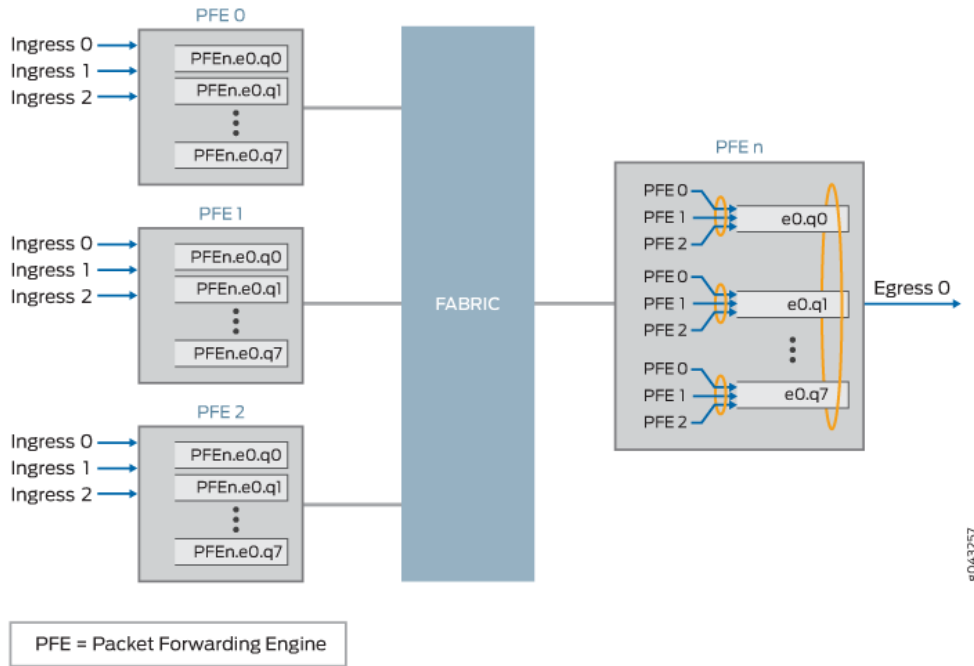 PFE 0
Ingress 0
Ingress 1
Ingress 2
PFEn.e0.q0
PFEn.e0.q1
PFEn.e0.q7
PFE 1
Ingress 0
Ingress 1
Ingress 2
PFEn.e0.q0
PFEn.e0.q1
PFEn.e0.q7
PFE 2
Ingress 0
Ingress 1
Ingress 2
PFEn.e0.q0
PFEn.e0.q1
PFEn.e0.q7
FABRIC
PFE n
PFE 0
PFE 1
PFE 2
e0.q0
PFE 0
PFE 1
PFE 2
e0.q1
PFE 0
PFE 1
PFE 2
e0.q7
Egress 0
g043257
PFE = Packet Forwarding Engine